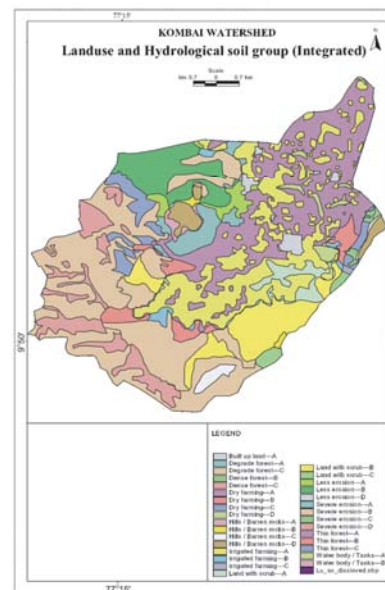 77°15'
KOMBAI WATERSHED
Landuse and Hydrological soil group (Integrated)
N
Scale
km 0.7 0 0.7 km
9°50'
LEGEND
Built up land—A
Degrade forest—A
Degrade forest—C
Dense forest—B
Dense forest—C
Dry farming—A
Dry farming—B
Dry farming—C
Dry farming—D
Hills / Barren rocks—A
Hills / Barren rocks—B
Hills / Barren rocks—C
Hills / Barren rocks—D
Irrigated farming—A
Irrigated farming—B
Irrigated farming—C
Land with scrub—A
Land with scrub—B
Land with scrub—C
Less erosion—A
Less erosion—B
Less erosion—D
Severe erosion—A
Severe erosion—B
Severe erosion—C
Severe erosion—D
Thin forest—A
Thin forest—B
Thin forest—C
Water body / Tanks—A
Water body / Tanks—B
77°15'